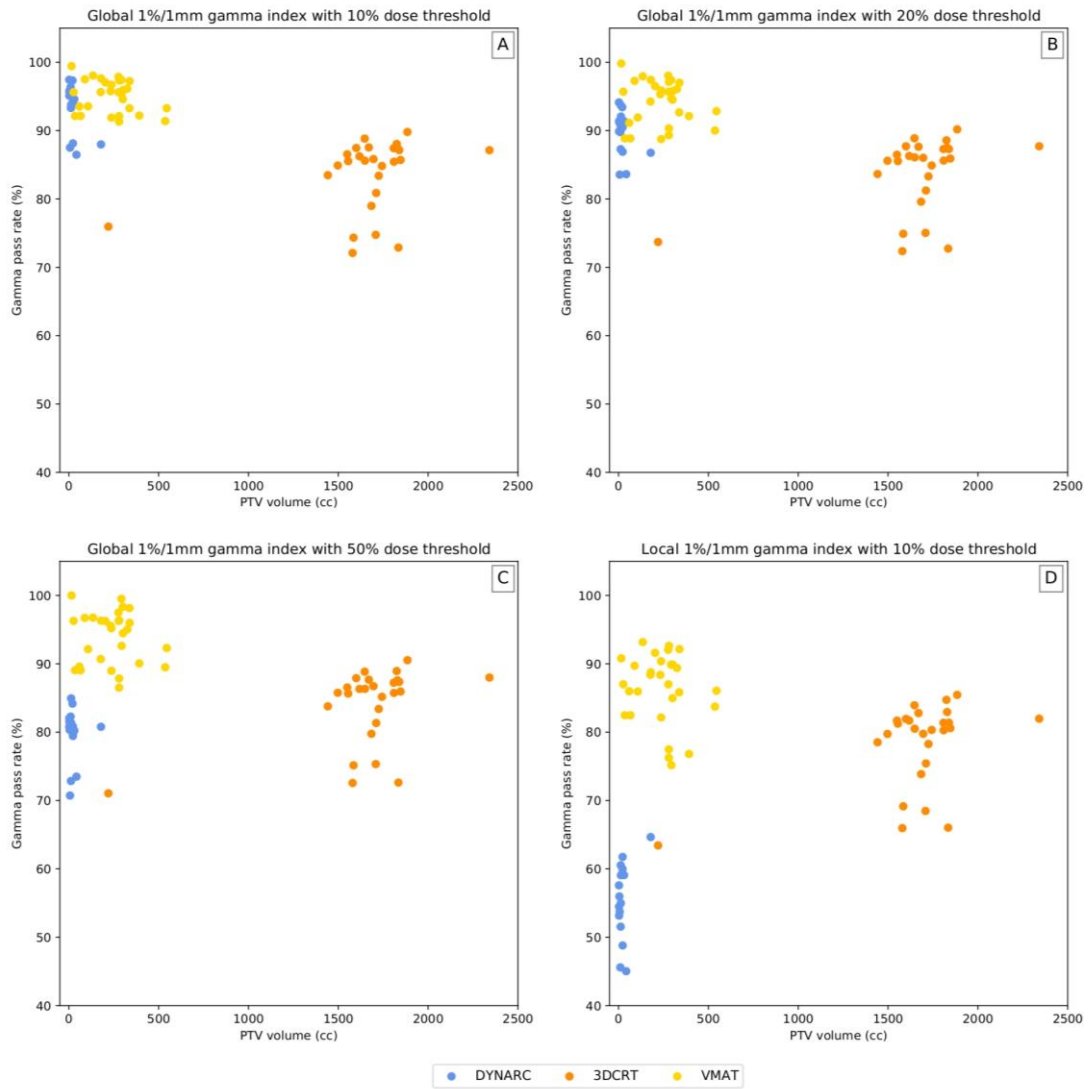 Global 1%/1mm gamma index with 10% dose threshold
A
Gamma pass rate (%)
100
90
80
70
60
50
40
0 500 1000 1500 2000 2500
PTV volume (cc)
Global 1%/1mm gamma index with 20% dose threshold
B
Gamma pass rate (%)
100
90
80
70
60
50
40
0 500 1000 1500 2000 2500
PTV volume (cc)
Global 1%/1mm gamma index with 50% dose threshold
C
Gamma pass rate (%)
100
90
80
70
60
50
40
0 500 1000 1500 2000 2500
PTV volume (cc)
Local 1%/1mm gamma index with 10% dose threshold
D
Gamma pass rate (%)
100
90
80
70
60
50
40
0 500 1000 1500 2000 2500
PTV volume (cc)
DYNARC 3DCRT VMAT